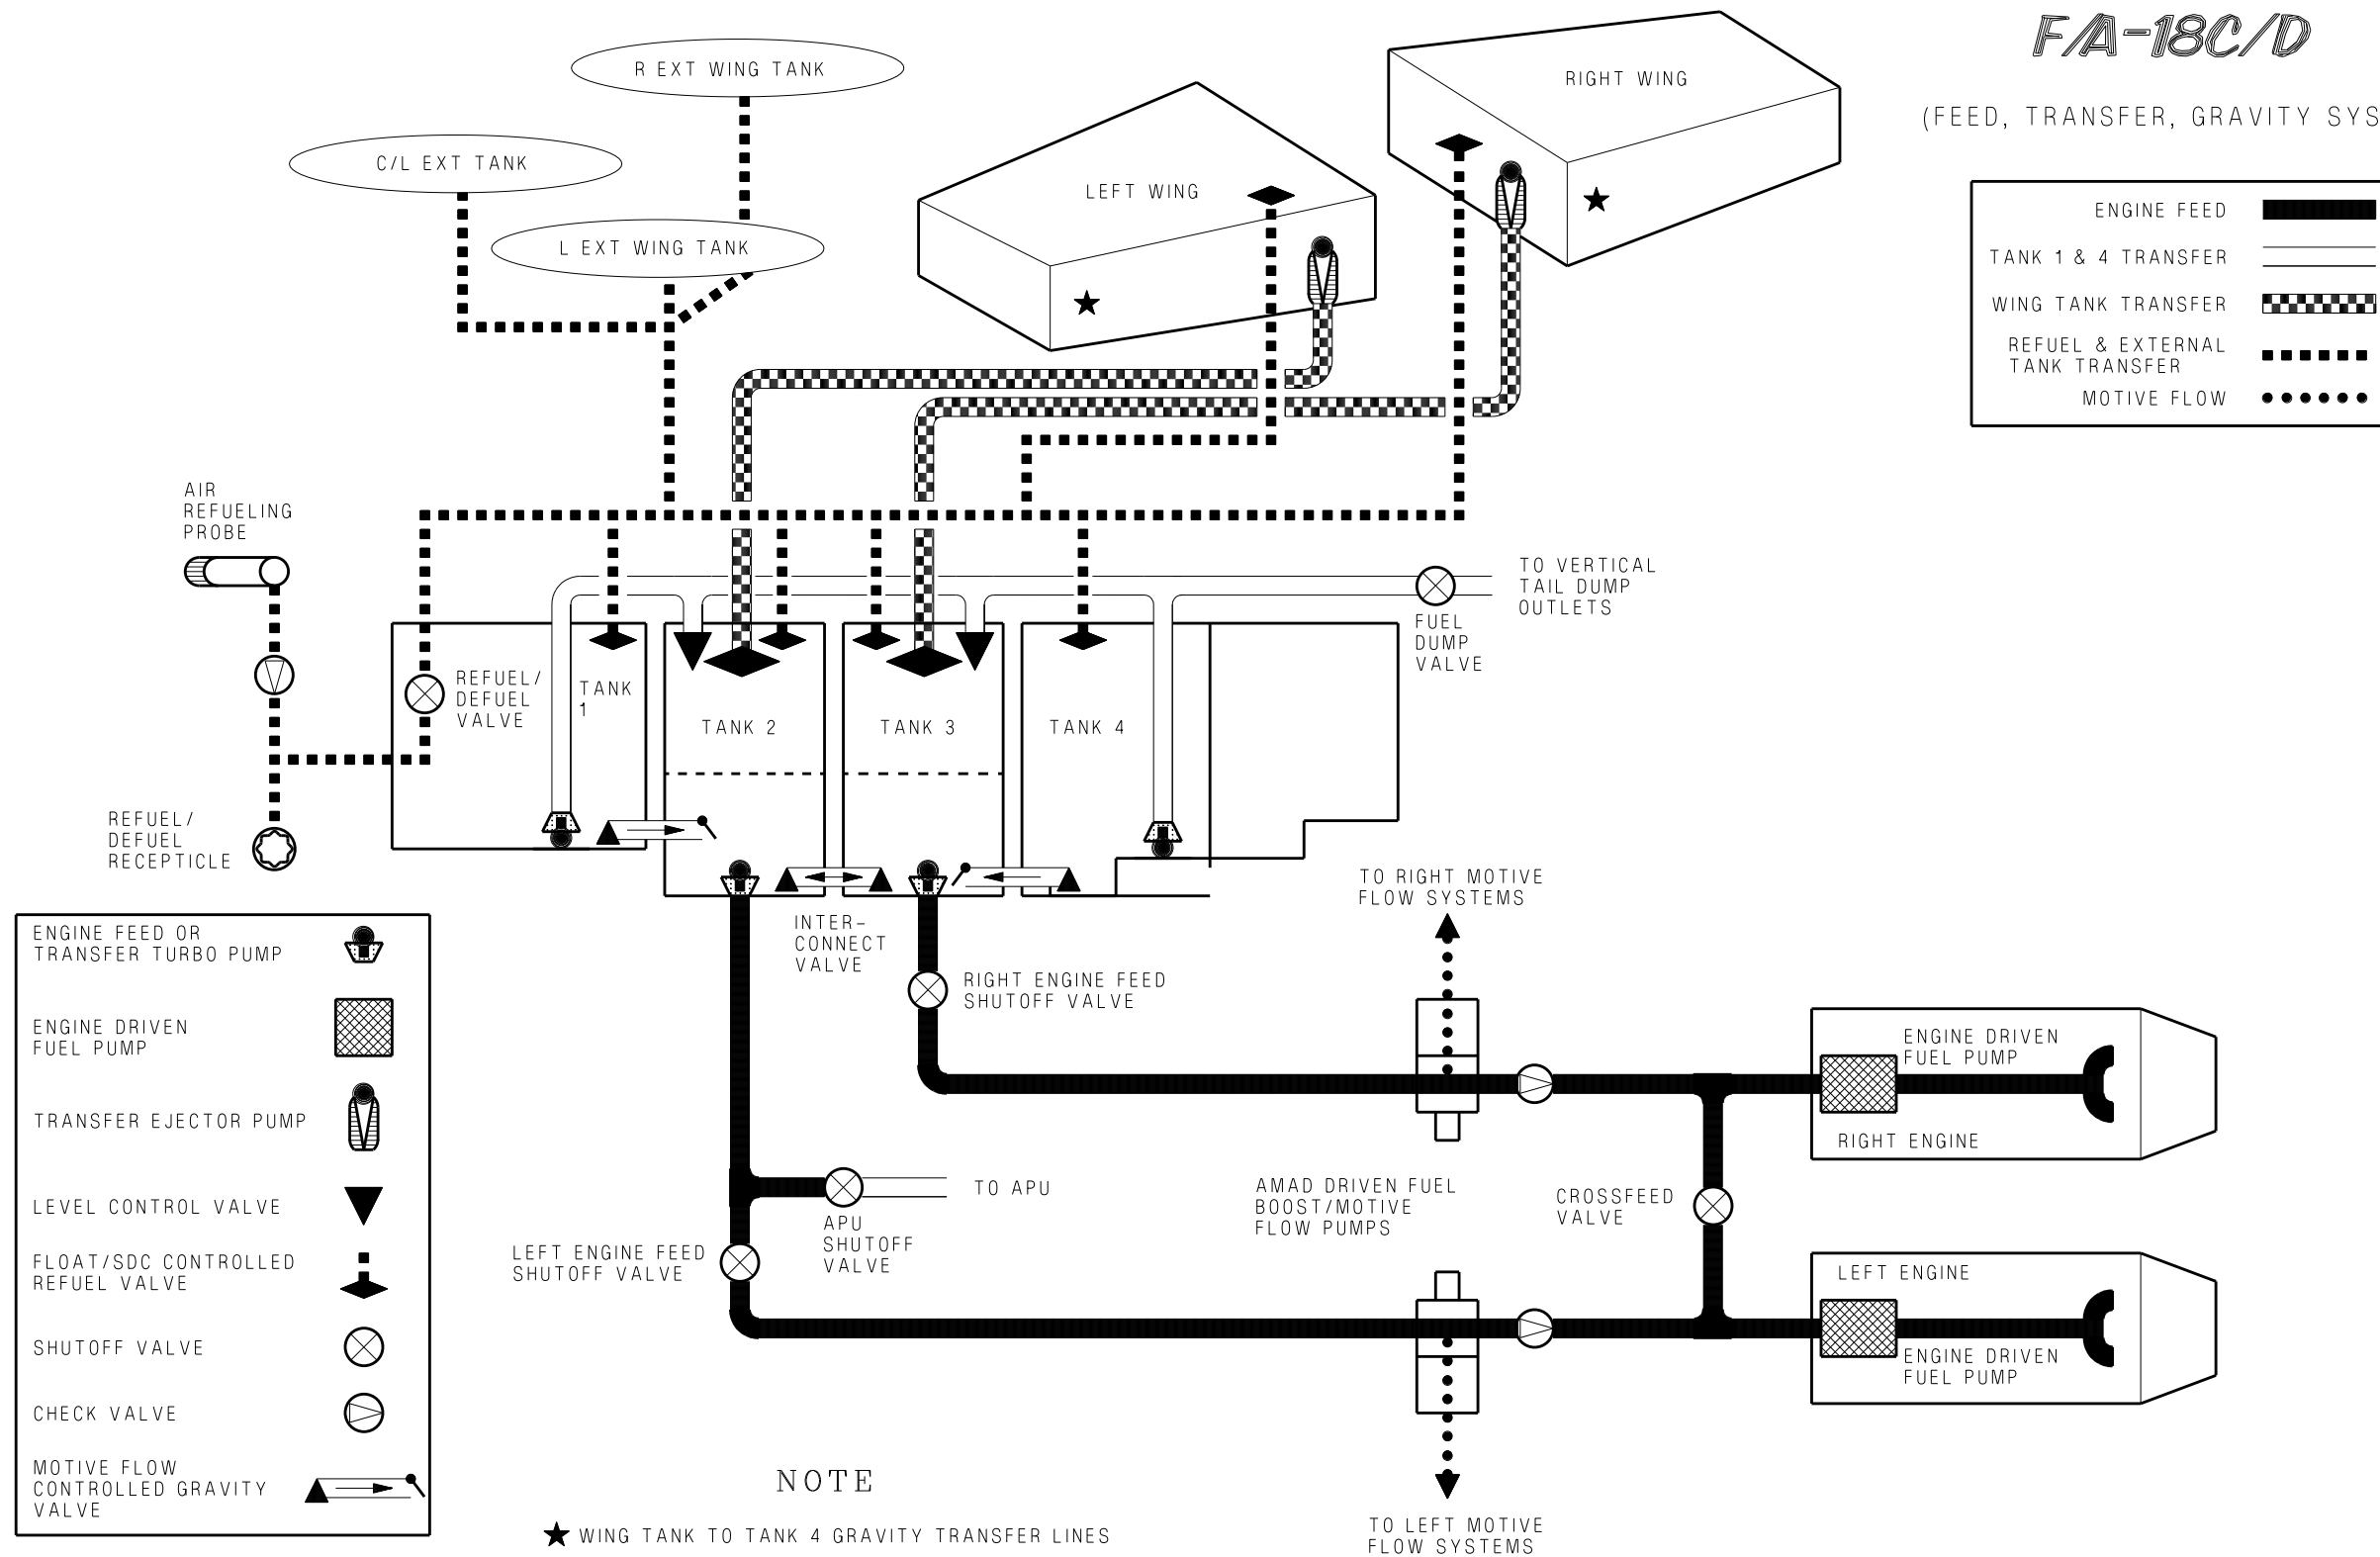 F/A-18C/D
(FEED, TRANSFER, GRAVITY SYS
R EXT WING TANK
C/L EXT TANK
L EXT WING TANK
LEFT WING
RIGHT WING
ENGINE FEED
TANK 1 & 4 TRANSFER
WING TANK TRANSFER
REFUEL & EXTERNAL
TANK TRANSFER
MOTIVE FLOW
AIR
REFUELING
PROBE
TO VERTICAL
TAIL DUMP
OUTLETS
FUEL
DUMP
VALVE
REFUEL/
DEFUEL
VALVE
TANK
1
TANK 2
TANK 3
TANK 4
REFUEL/
DEFUEL
RECEPTICLE
INTER-
CONNECT
VALVE
RIGHT ENGINE FEED
SHUTOFF VALVE
TO RIGHT MOTIVE
FLOW SYSTEMS
ENGINE DRIVEN
FUEL PUMP
RIGHT ENGINE
TO APU
APU
SHUTOFF
VALVE
LEFT ENGINE FEED
SHUTOFF VALVE
AMAD DRIVEN FUEL
BOOST/MOTIVE
FLOW PUMPS
CROSSFEED
VALVE
LEFT ENGINE
ENGINE DRIVEN
FUEL PUMP
TO LEFT MOTIVE
FLOW SYSTEMS
ENGINE FEED OR
TRANSFER TURBO PUMP
ENGINE DRIVEN
FUEL PUMP
TRANSFER EJECTOR PUMP
LEVEL CONTROL VALVE
FLOAT/SDC CONTROLLED
REFUEL VALVE
SHUTOFF VALVE
CHECK VALVE
MOTIVE FLOW
CONTROLLED GRAVITY
VALVE
NOTE
★ WING TANK TO TANK 4 GRAVITY TRANSFER LINES